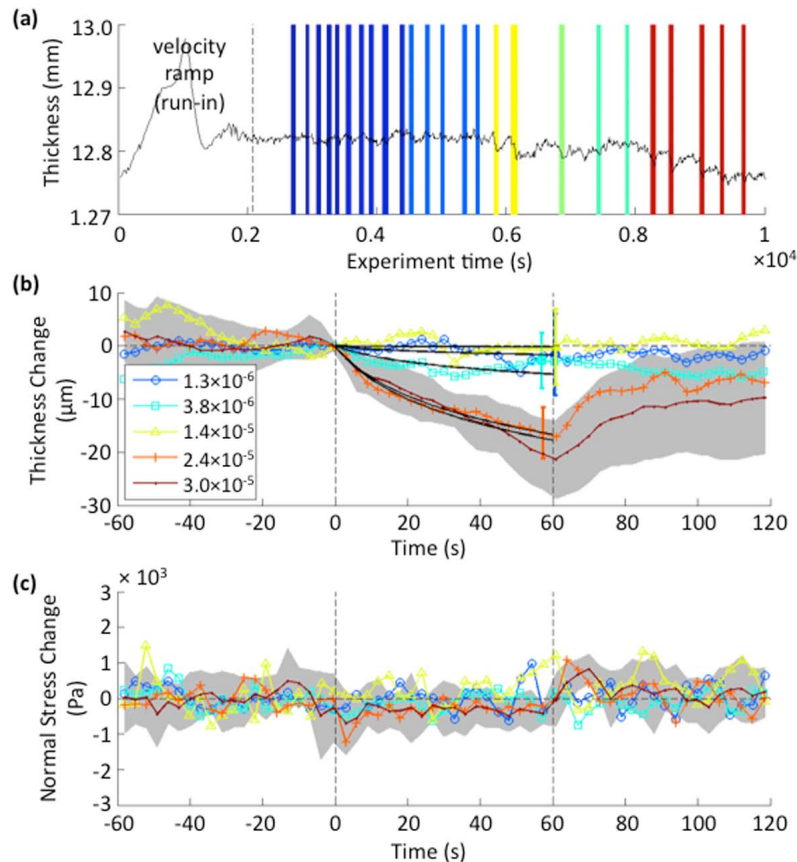 (a)
13.0
12.9
12.8
1.27
Thickness (mm)
velocity
ramp
(run-in)
0 0.2 0.4 0.6 0.8 1
Experiment time (s)
×10⁴
(b)
10
0
-10
-20
-30
Thickness Change
(μm)
1.3×10⁻⁶
3.8×10⁻⁶
1.4×10⁻⁵
2.4×10⁻⁵
3.0×10⁻⁵
-60 -40 -20 0 20 40 60 80 100 120
Time (s)
(c)
× 10³
3
2
1
0
-1
-2
-3
Normal Stress Change
(Pa)
-60 -40 -20 0 20 40 60 80 100 120
Time (s)